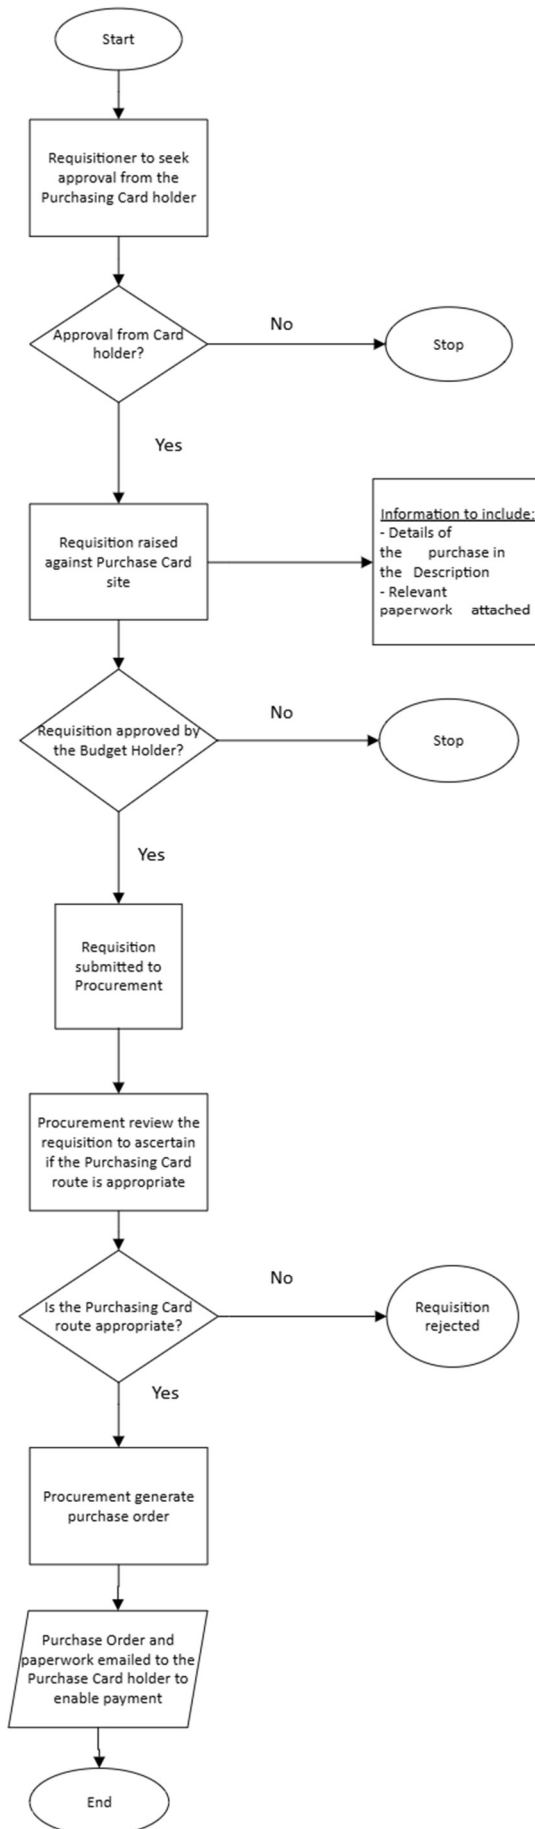 Start
Requisitioner to seek
approval from the
Purchasing Card holder
Approval from Card
holder?
No
Stop
Yes
Requisition raised
against Purchase Card
site
Information to include:
- Details of
the purchase in
the Description
- Relevant
paperwork attached
Requisition approved by
the Budget Holder?
No
Stop
Yes
Requisition
submitted to
Procurement
Procurement review the
requisition to ascertain
if the Purchasing Card
route is appropriate
Is the Purchasing Card
route appropriate?
No
Requisition
rejected
Yes
Procurement generate
purchase order
Purchase Order and
paperwork emailed to the
Purchase Card holder to
enable payment
End